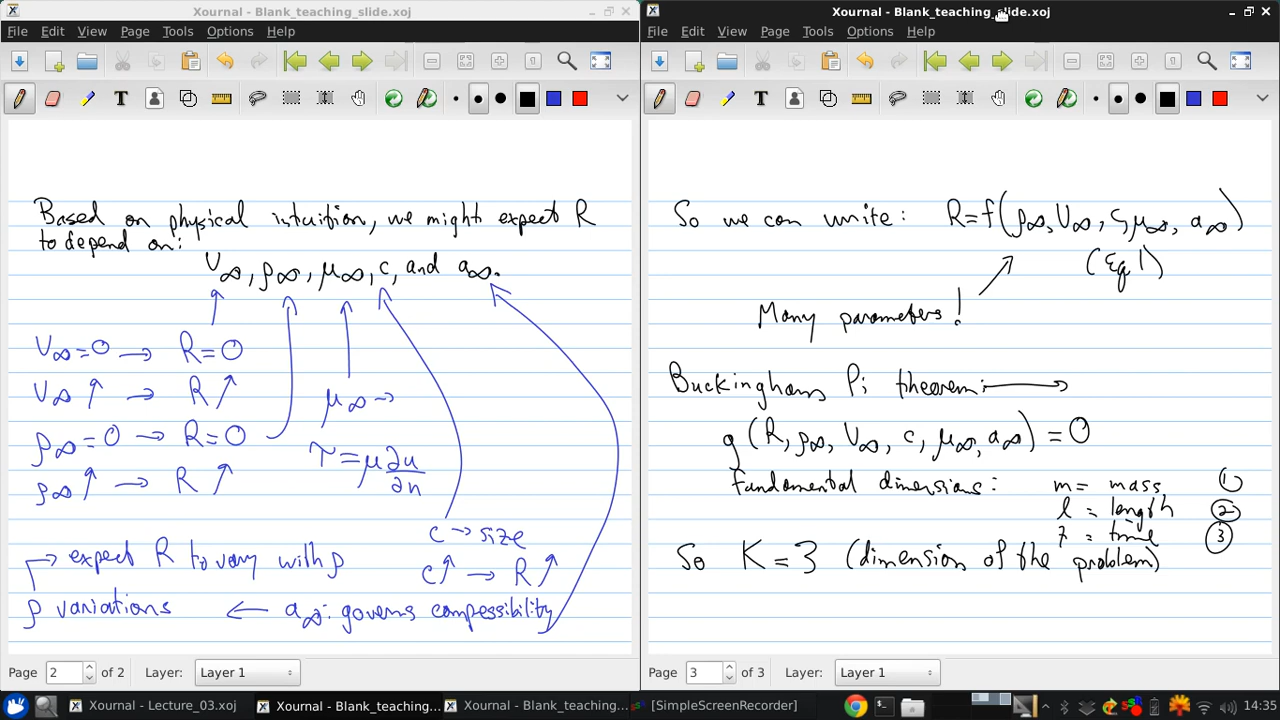 Xournal - Blank_teaching_slide.xoj
File Edit View Page Tools Options Help
Based on physical intuition, we might expect R
to depend on:
V∞, ρ∞, μ∞, c, and a∞.
V∞=0 → R=0
V∞ ↑ → R ↑
μ∞ →
ρ∞=0 → R=0
τ = μ ∂u/∂n
ρ∞ ↑ → R ↑
c → size
expect R to vary with ρ
c ↑ → R ↑
ρ variations ← a∞: governs compessibility
Page 2 of 2 Layer: Layer 1
Xournal - Blank_teaching_slide.xoj
File Edit View Page Tools Options Help
So we can write: R=f(ρ∞, V∞, c, μ∞, a∞)
(Eq 1)
Many parameters!
Buckinghams Pi theorem: →
g(R, ρ∞, V∞, c, μ∞, a∞) = 0
Fundamental dimensions: m = mass ①
l = length ②
t = time ③
So K = 3 (dimension of the problem)
Page 3 of 3 Layer: Layer 1
Xournal - Lecture_03.xoj Xournal - Blank_teaching... Xournal - Blank_teaching... [SimpleScreenRecorder] 14:35